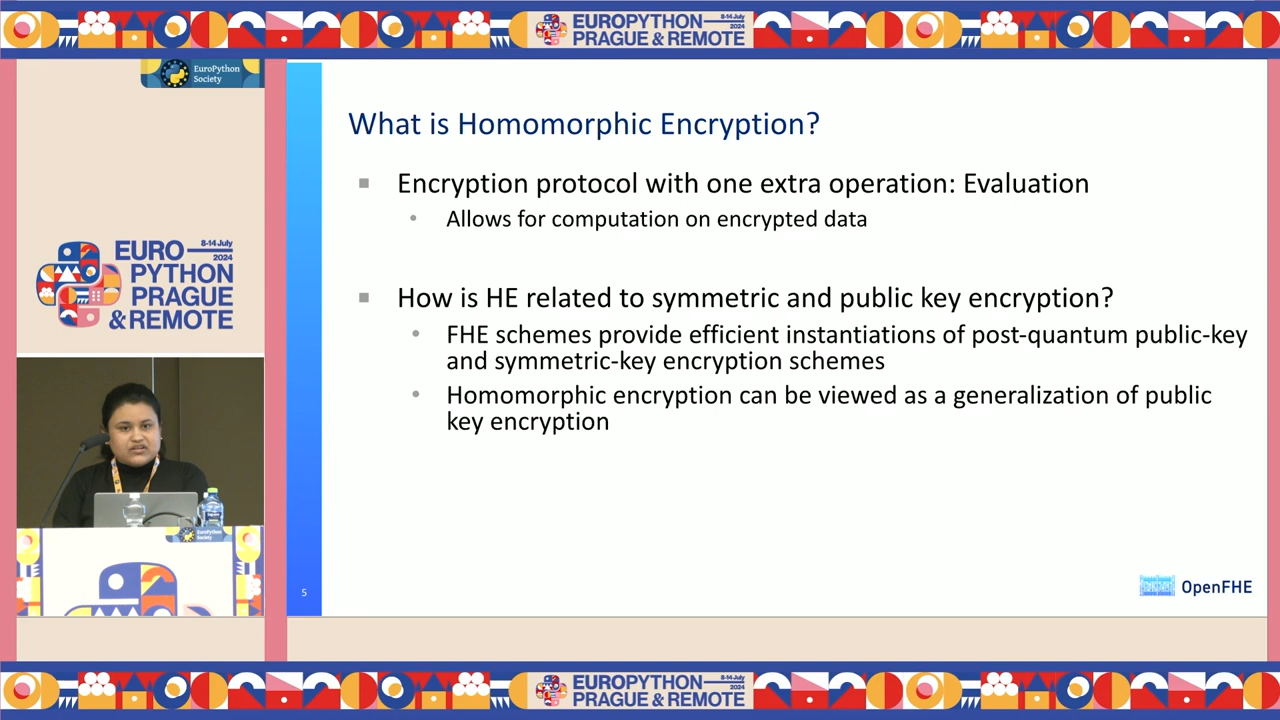 EUROPYTHON
8-14 July
2024
PRAGUE & REMOTE
EuroPython
Society
What is Homomorphic Encryption?
Encryption protocol with one extra operation: Evaluation
Allows for computation on encrypted data
How is HE related to symmetric and public key encryption?
FHE schemes provide efficient instantiations of post-quantum public-key
and symmetric-key encryption schemes
Homomorphic encryption can be viewed as a generalization of public
key encryption
5
OpenFHE
8-14 July
2024
EURO
PYTHON
PRAGUE
& REMOTE
EuroPython
Society
EUROPYTHON
2024
PRAGUE & REMOTE